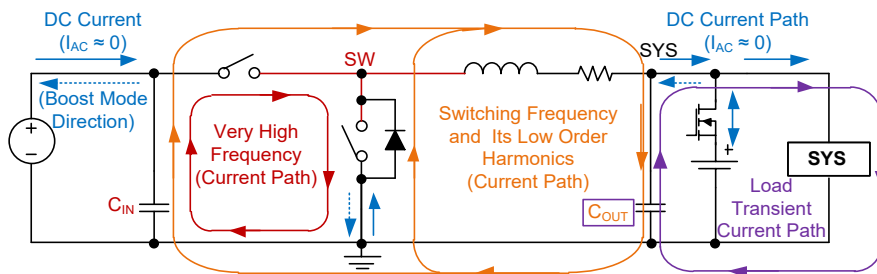 DC Current
(I_AC ≈ 0)
(Boost Mode
Direction)
C_IN
Very High
Frequency
(Current Path)
SW
Switching Frequency
and Its Low Order
Harmonics
(Current Path)
SYS
DC Current Path
(I_AC ≈ 0)
C_OUT
SYS
Load
Transient
Current Path